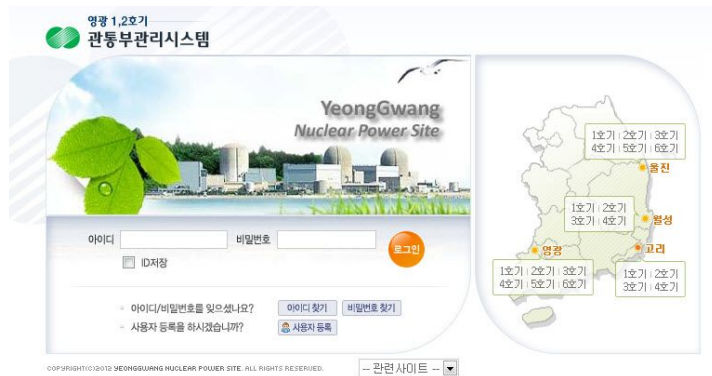 영광 1,2호기
관통부관리시스템
YeongGwang
Nuclear Power Site
아이디
비밀번호
로그인
ID저장
아이디/비밀번호를 잊으셨나요?
아이디 찾기
비밀번호 찾기
사용자 등록을 하시겠습니까?
사용자 등록
1호기 | 2호기 | 3호기
4호기 | 5호기 | 6호기
울진
1호기 | 2호기
3호기 | 4호기
월성
영광
고리
1호기 | 2호기 | 3호기
4호기 | 5호기 | 6호기
1호기 | 2호기
3호기 | 4호기
COPYRIGHT(C)2012 YEONGGWANG NUCLEAR POWER SITE. ALL RIGHTS RESERVED.
-- 관련사이트 --